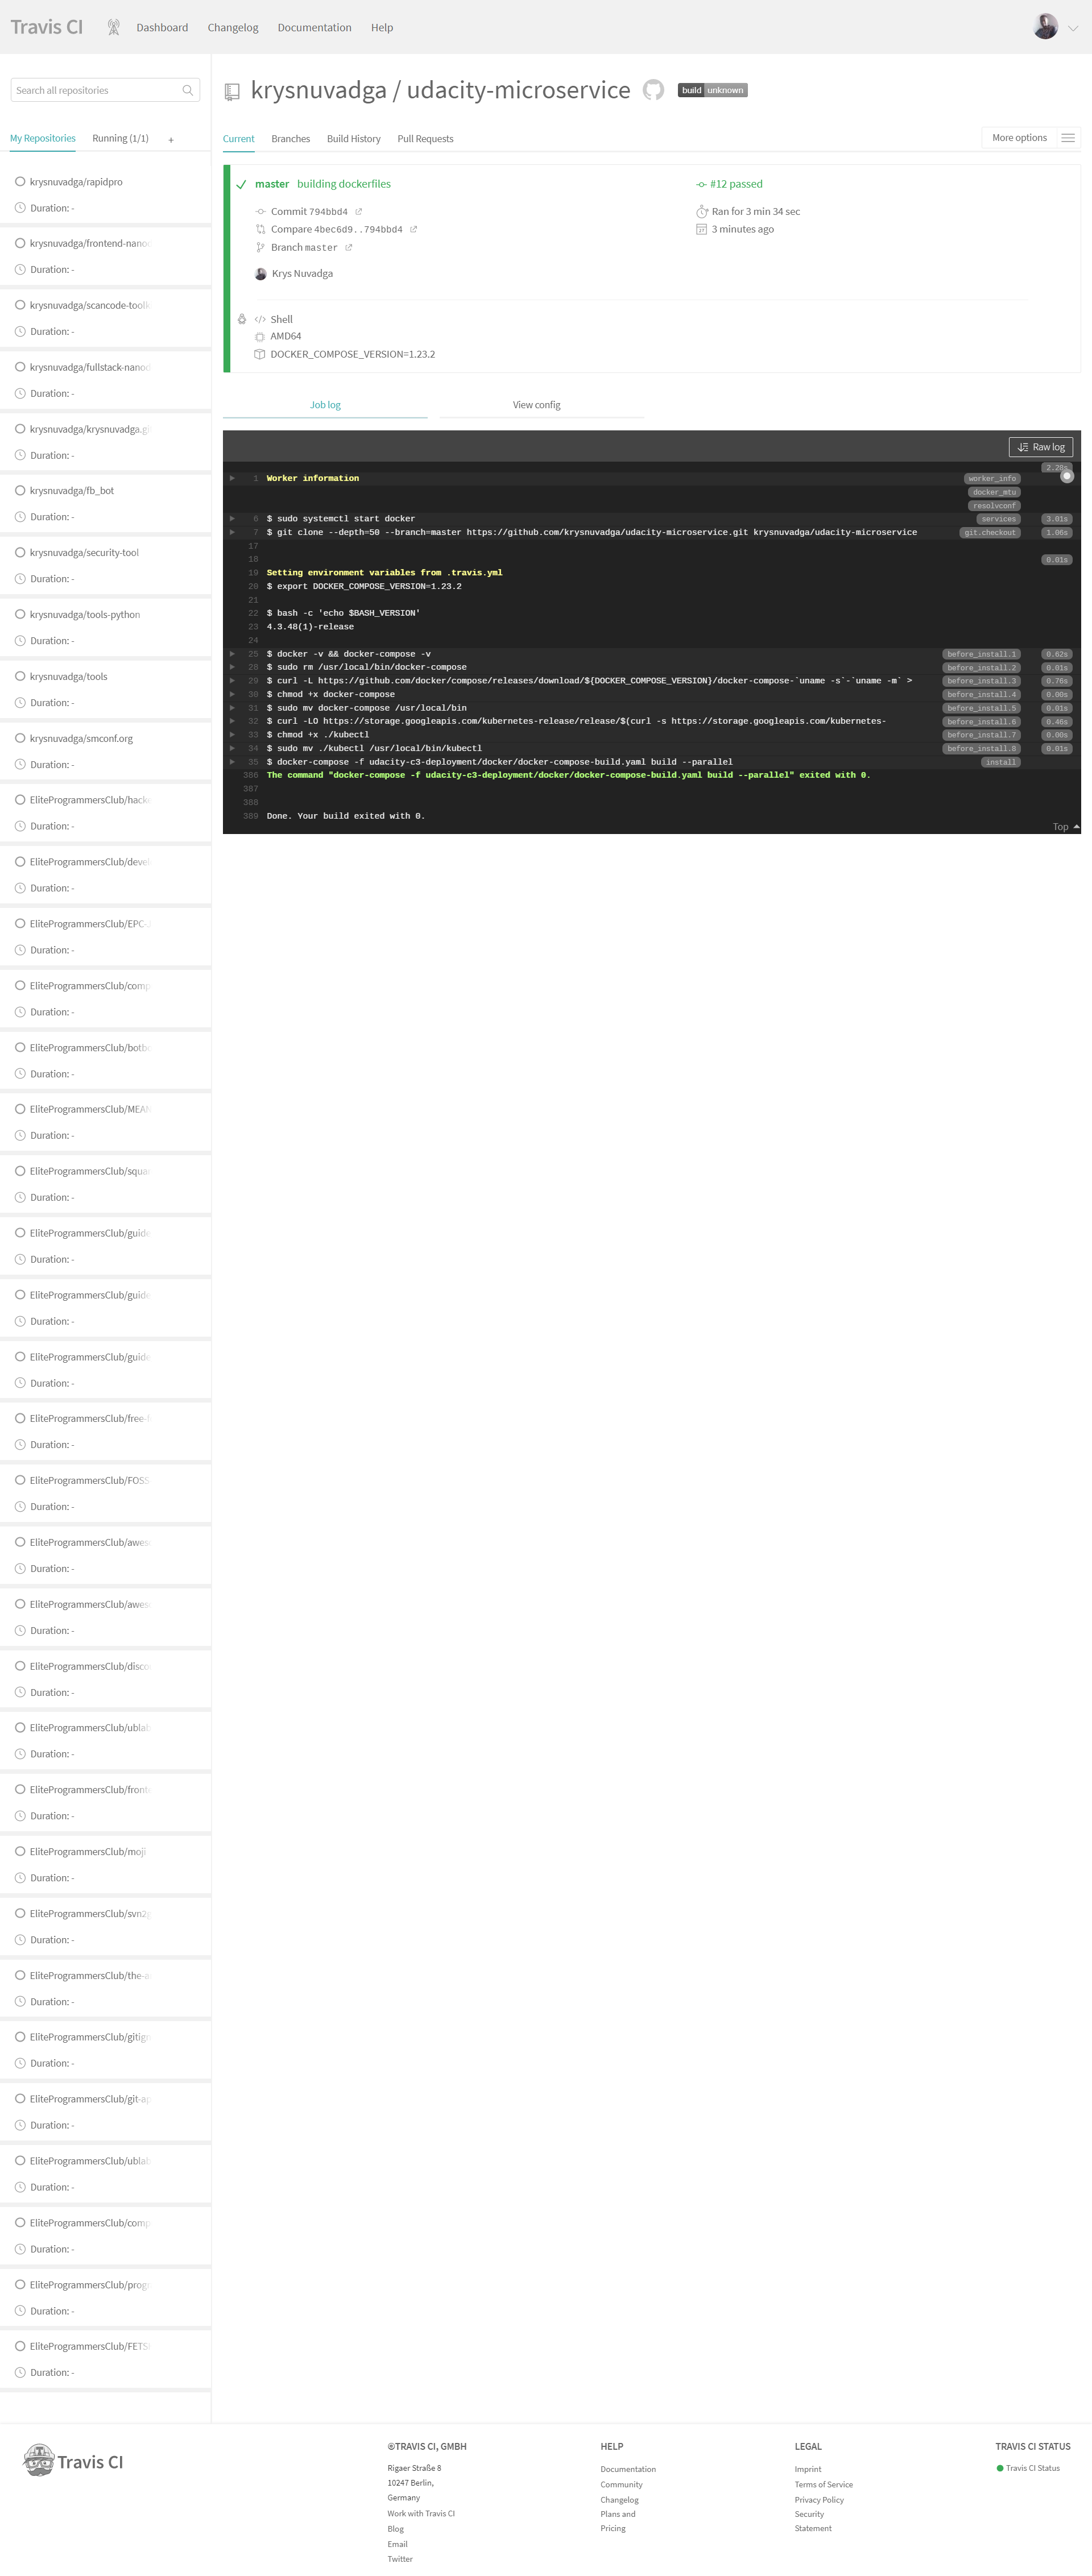 Travis CI
Dashboard Changelog Documentation Help
Search all repositories
My Repositories Running (1/1) +
krysnuvadga/rapidpro
Duration: -
krysnuvadga/frontend-nanod
Duration: -
krysnuvadga/scancode-toolk
Duration: -
krysnuvadga/fullstack-nanod
Duration: -
krysnuvadga/krysnuvadga.gi
Duration: -
krysnuvadga/fb_bot
Duration: -
krysnuvadga/security-tool
Duration: -
krysnuvadga/tools-python
Duration: -
krysnuvadga/tools
Duration: -
krysnuvadga/smconf.org
Duration: -
EliteProgrammersClub/hack
Duration: -
EliteProgrammersClub/devel
Duration: -
EliteProgrammersClub/EPC-
Duration: -
EliteProgrammersClub/comp
Duration: -
EliteProgrammersClub/botb
Duration: -
EliteProgrammersClub/MEAN
Duration: -
EliteProgrammersClub/squa
Duration: -
EliteProgrammersClub/guide
Duration: -
EliteProgrammersClub/guide
Duration: -
EliteProgrammersClub/guide
Duration: -
EliteProgrammersClub/free-
Duration: -
EliteProgrammersClub/FOSS
Duration: -
EliteProgrammersClub/awes
Duration: -
EliteProgrammersClub/awes
Duration: -
EliteProgrammersClub/disco
Duration: -
EliteProgrammersClub/ublab
Duration: -
EliteProgrammersClub/front
Duration: -
EliteProgrammersClub/moji
Duration: -
EliteProgrammersClub/svn2g
Duration: -
EliteProgrammersClub/the-a
Duration: -
EliteProgrammersClub/gitign
Duration: -
EliteProgrammersClub/git-ap
Duration: -
EliteProgrammersClub/ublab
Duration: -
EliteProgrammersClub/comp
Duration: -
EliteProgrammersClub/progr
Duration: -
EliteProgrammersClub/FETS
Duration: -
krysnuvadga / udacity-microservice build unknown
Current Branches Build History Pull Requests More options
master building dockerfiles
Commit 794bbd4
Compare 4bec6d9..794bbd4
Branch master
Krys Nuvadga
#12 passed
Ran for 3 min 34 sec
3 minutes ago
Shell
AMD64
DOCKER_COMPOSE_VERSION=1.23.2
Job log View config
Raw log
2.28s
1 Worker information worker_info
docker_mtu
resolvconf
6 $ sudo systemctl start docker services 3.01s
7 $ git clone --depth=50 --branch=master https://github.com/krysnuvadga/udacity-microservice.git krysnuvadga/udacity-microservice git.checkout 1.06s
17
18 0.01s
19 Setting environment variables from .travis.yml
20 $ export DOCKER_COMPOSE_VERSION=1.23.2
21
22 $ bash -c 'echo $BASH_VERSION'
23 4.3.48(1)-release
24
25 $ docker -v && docker-compose -v before_install.1 0.62s
28 $ sudo rm /usr/local/bin/docker-compose before_install.2 0.01s
29 $ curl -L https://github.com/docker/compose/releases/download/${DOCKER_COMPOSE_VERSION}/docker-compose-`uname -s`-`uname -m` > before_install.3 0.76s
30 $ chmod +x docker-compose before_install.4 0.00s
31 $ sudo mv docker-compose /usr/local/bin before_install.5 0.01s
32 $ curl -LO https://storage.googleapis.com/kubernetes-release/release/$(curl -s https://storage.googleapis.com/kubernetes- before_install.6 0.46s
33 $ chmod +x ./kubectl before_install.7 0.00s
34 $ sudo mv ./kubectl /usr/local/bin/kubectl before_install.8 0.01s
35 $ docker-compose -f udacity-c3-deployment/docker/docker-compose-build.yaml build --parallel install
386 The command "docker-compose -f udacity-c3-deployment/docker/docker-compose-build.yaml build --parallel" exited with 0.
387
388
389 Done. Your build exited with 0.
Top
Travis CI
©TRAVIS CI, GMBH
Rigaer Straße 8
10247 Berlin,
Germany
Work with Travis CI
Blog
Email
Twitter
HELP
Documentation
Community
Changelog
Plans and
Pricing
LEGAL
Imprint
Terms of Service
Privacy Policy
Security
Statement
TRAVIS CI STATUS
Travis CI Status